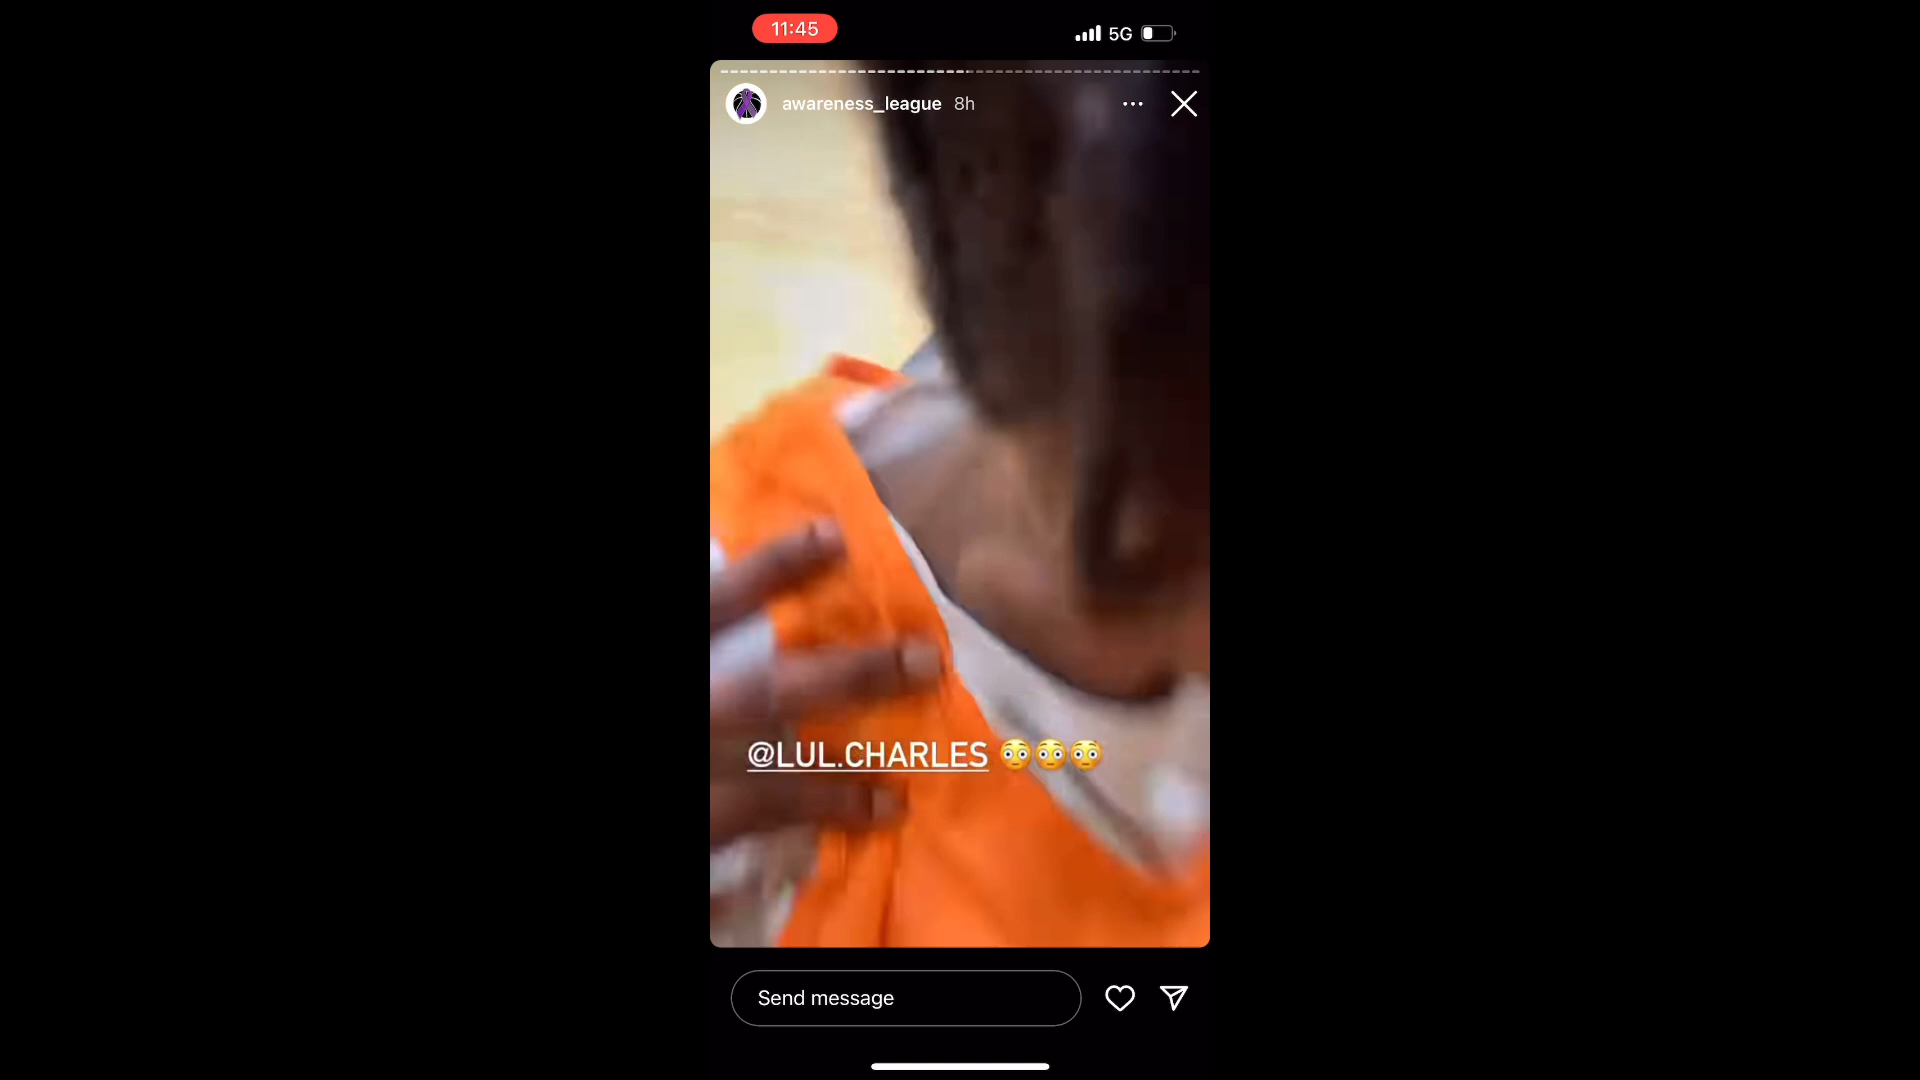 11:45
5G
awareness_league 8h
@LUL.CHARLES 😳😳😳
Send message